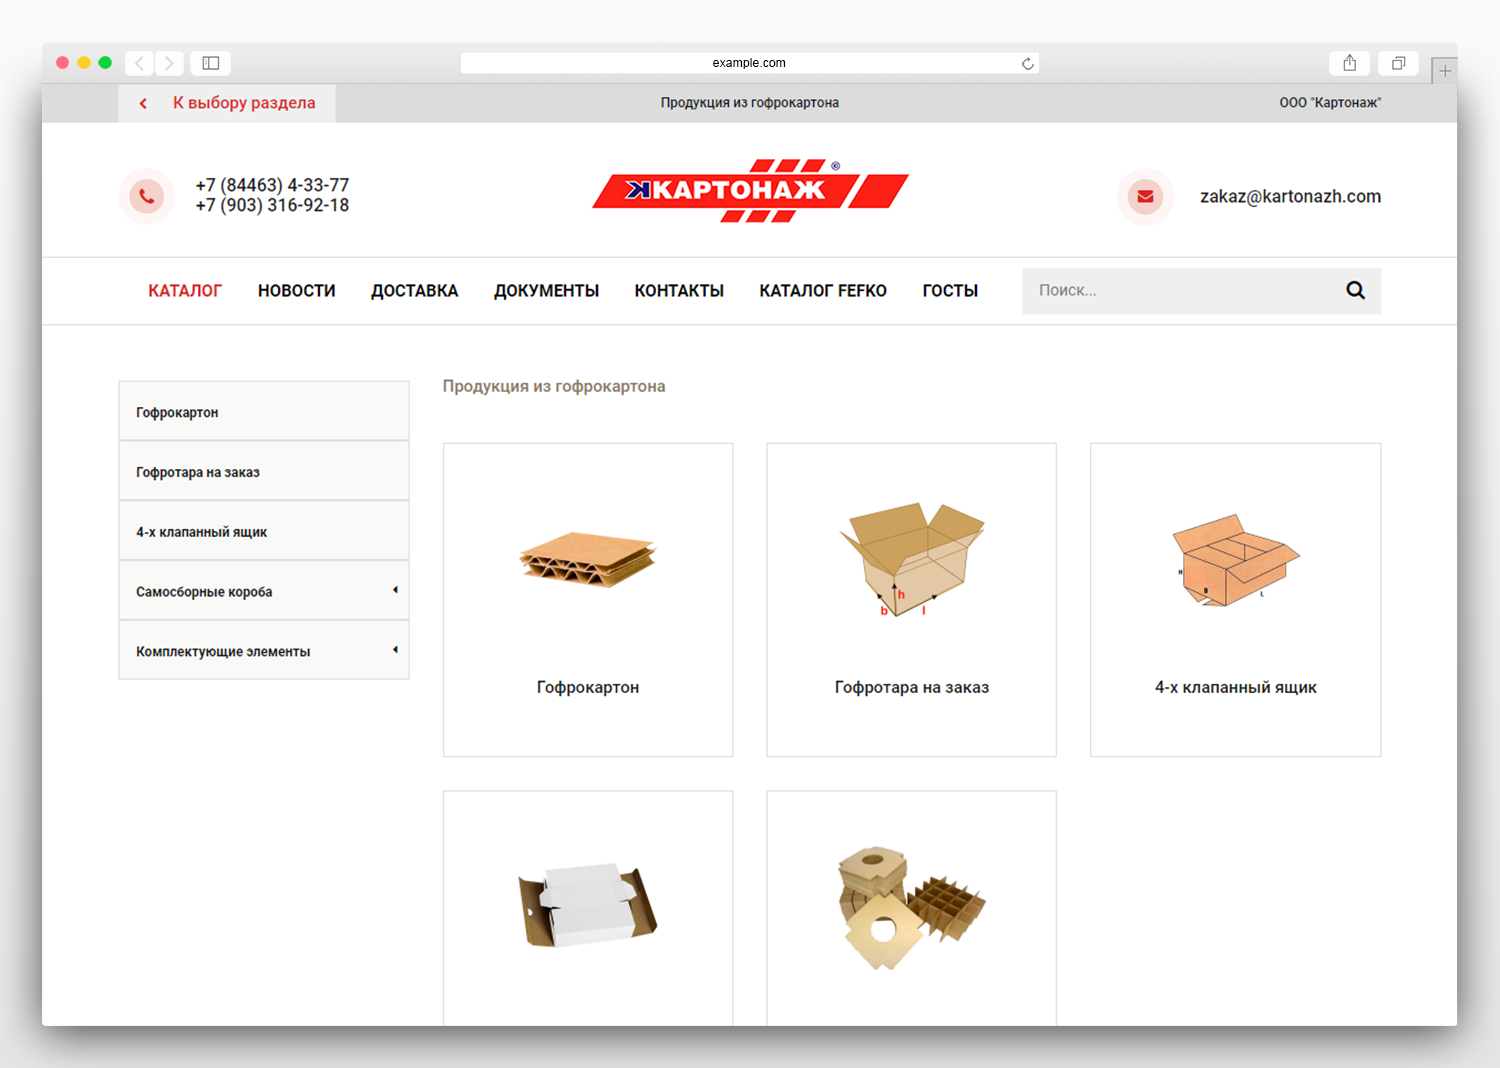 example.com
К выбору раздела
Продукция из гофрокартона
ООО "Картонаж"
+7 (84463) 4-33-77
+7 (903) 316-92-18
КАРТОНАЖ
zakaz@kartonazh.com
КАТАЛОГ
НОВОСТИ
ДОСТАВКА
ДОКУМЕНТЫ
КОНТАКТЫ
КАТАЛОГ FEFKO
ГОСТЫ
Поиск...
Гофрокартон
Гофротара на заказ
4-х клапанный ящик
Самосборные короба
Комплектующие элементы
Продукция из гофрокартона
h
b
l
H
B
L
Гофрокартон
Гофротара на заказ
4-х клапанный ящик